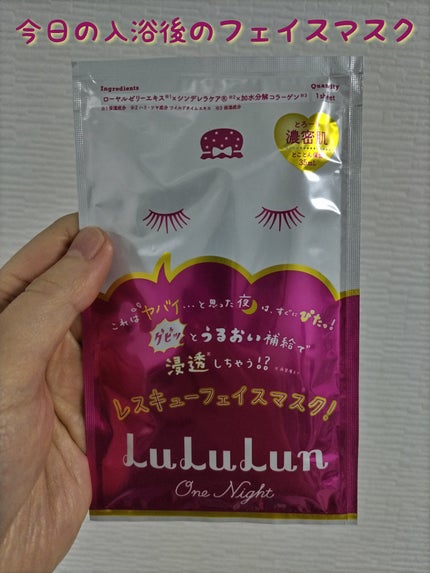 今日の入浴後のフェイスマスク
Ingredients
Quantity
ローヤルゼリーエキス※1×シンデレラケア®※2×加水分解コラーゲン※3
1sheet
とろ〜り
濃密肌
35mL
これはヤバイ…と思った夜は、すぐにぴたっ!
グビッとうるおい補給で
浸透しちゃう!?
レスキューフェイスマスク!
LuLuLun
One Night